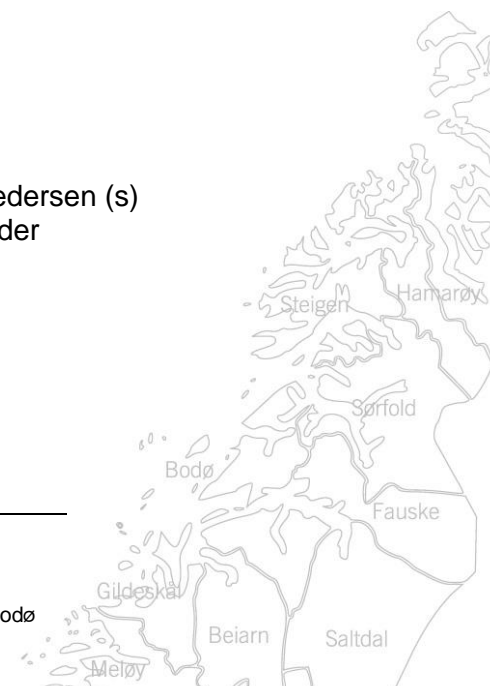 edersen (s)
der
Hamarøy
Steigen
Sørfold
Bodø
Fauske
Gildeskål
odø
Beiarn
Saltdal
Meløy